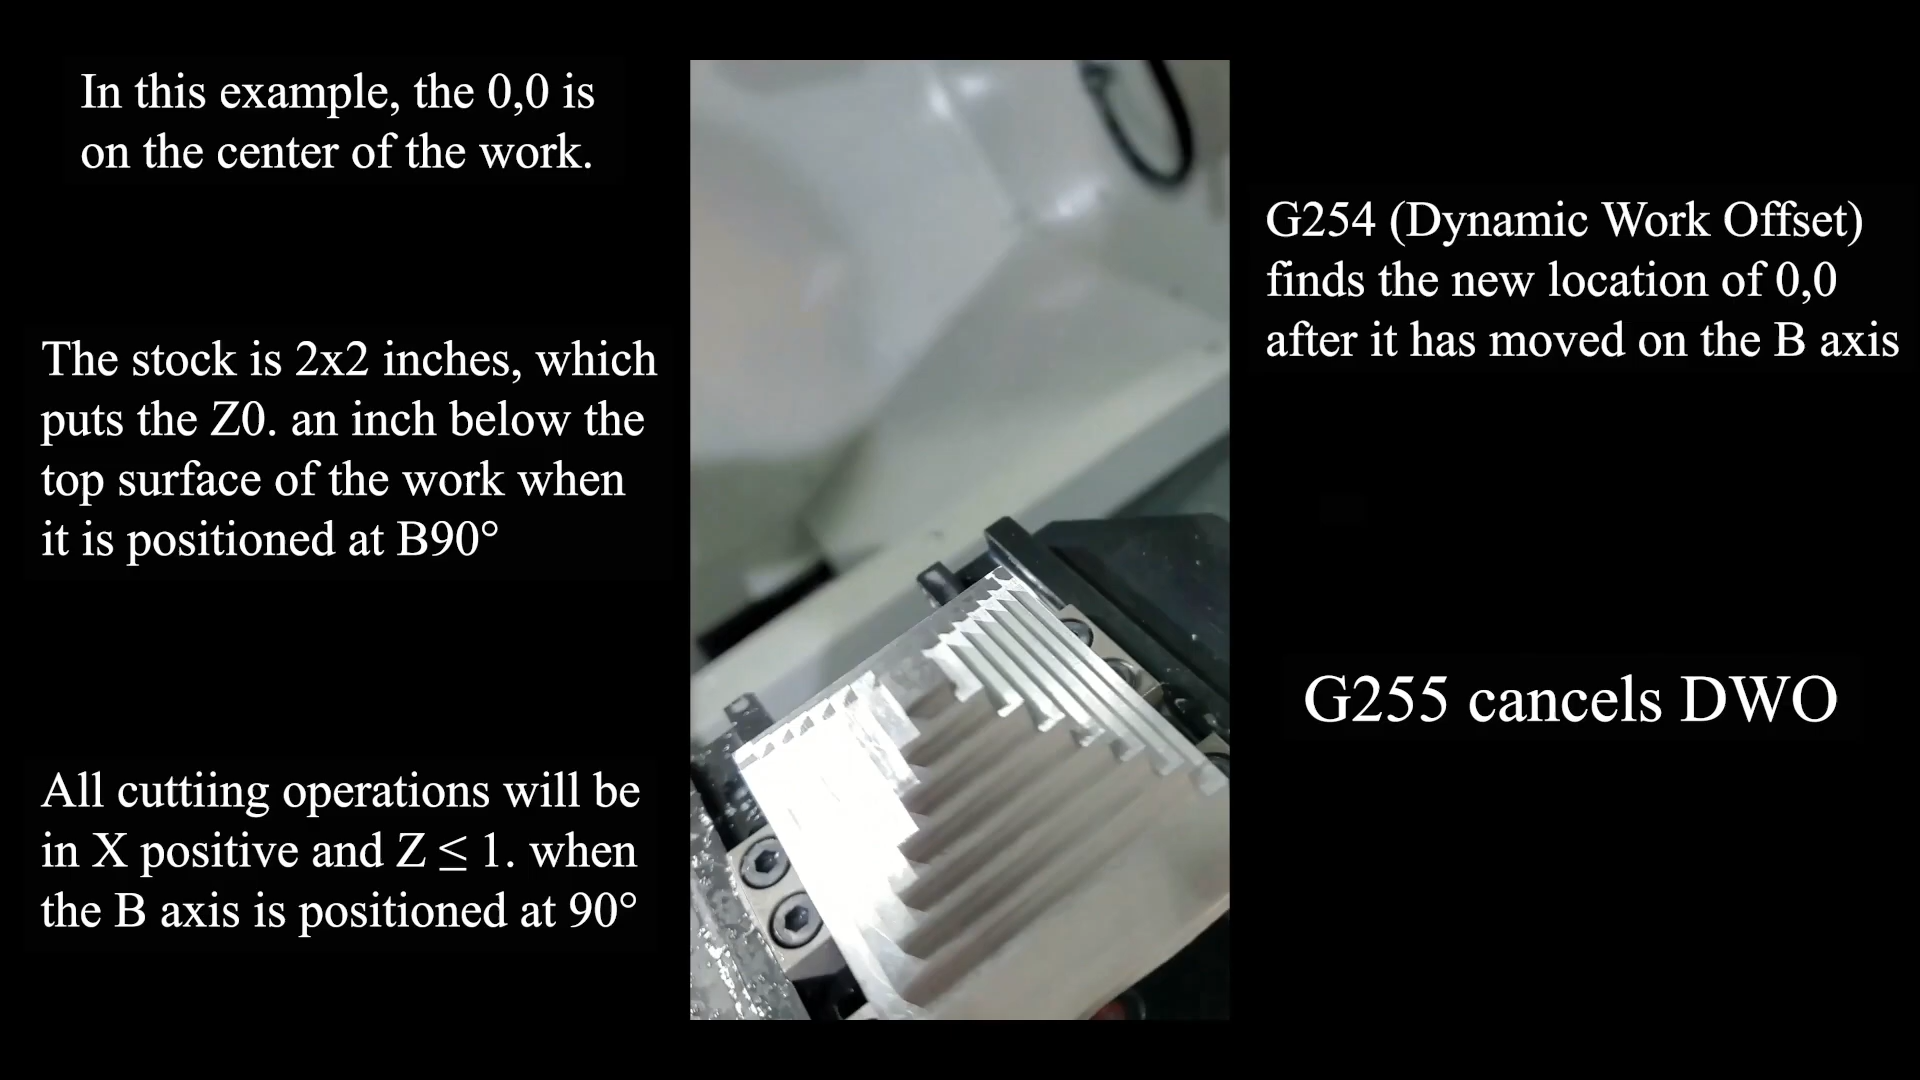 In this example, the 0,0 is
on the center of the work.
The stock is 2x2 inches, which
puts the Z0. an inch below the
top surface of the work when
it is positioned at B90°
All cuttiing operations will be
in X positive and Z ≤ 1. when
the B axis is positioned at 90°
G254 (Dynamic Work Offset)
finds the new location of 0,0
after it has moved on the B axis
G255 cancels DWO